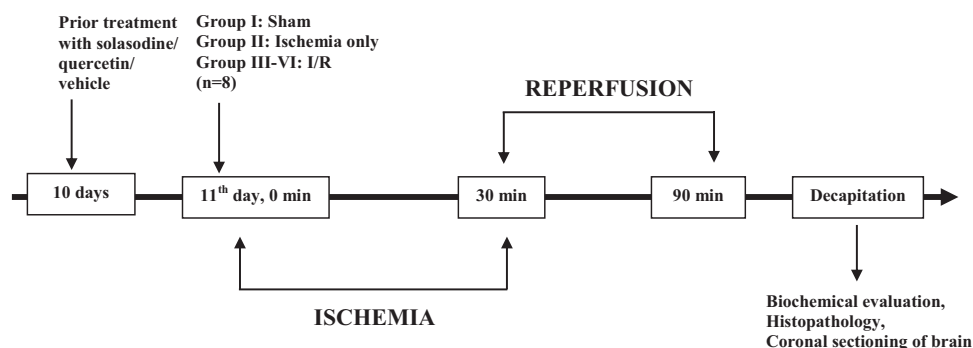 Prior treatment
with solasodine/
quercetin/
vehicle
Group I: Sham
Group II: Ischemia only
Group III-VI: I/R
(n=8)
REPERFUSION
10 days
11th day, 0 min
30 min
90 min
Decapitation
ISCHEMIA
Biochemical evaluation,
Histopathology,
Coronal sectioning of brain